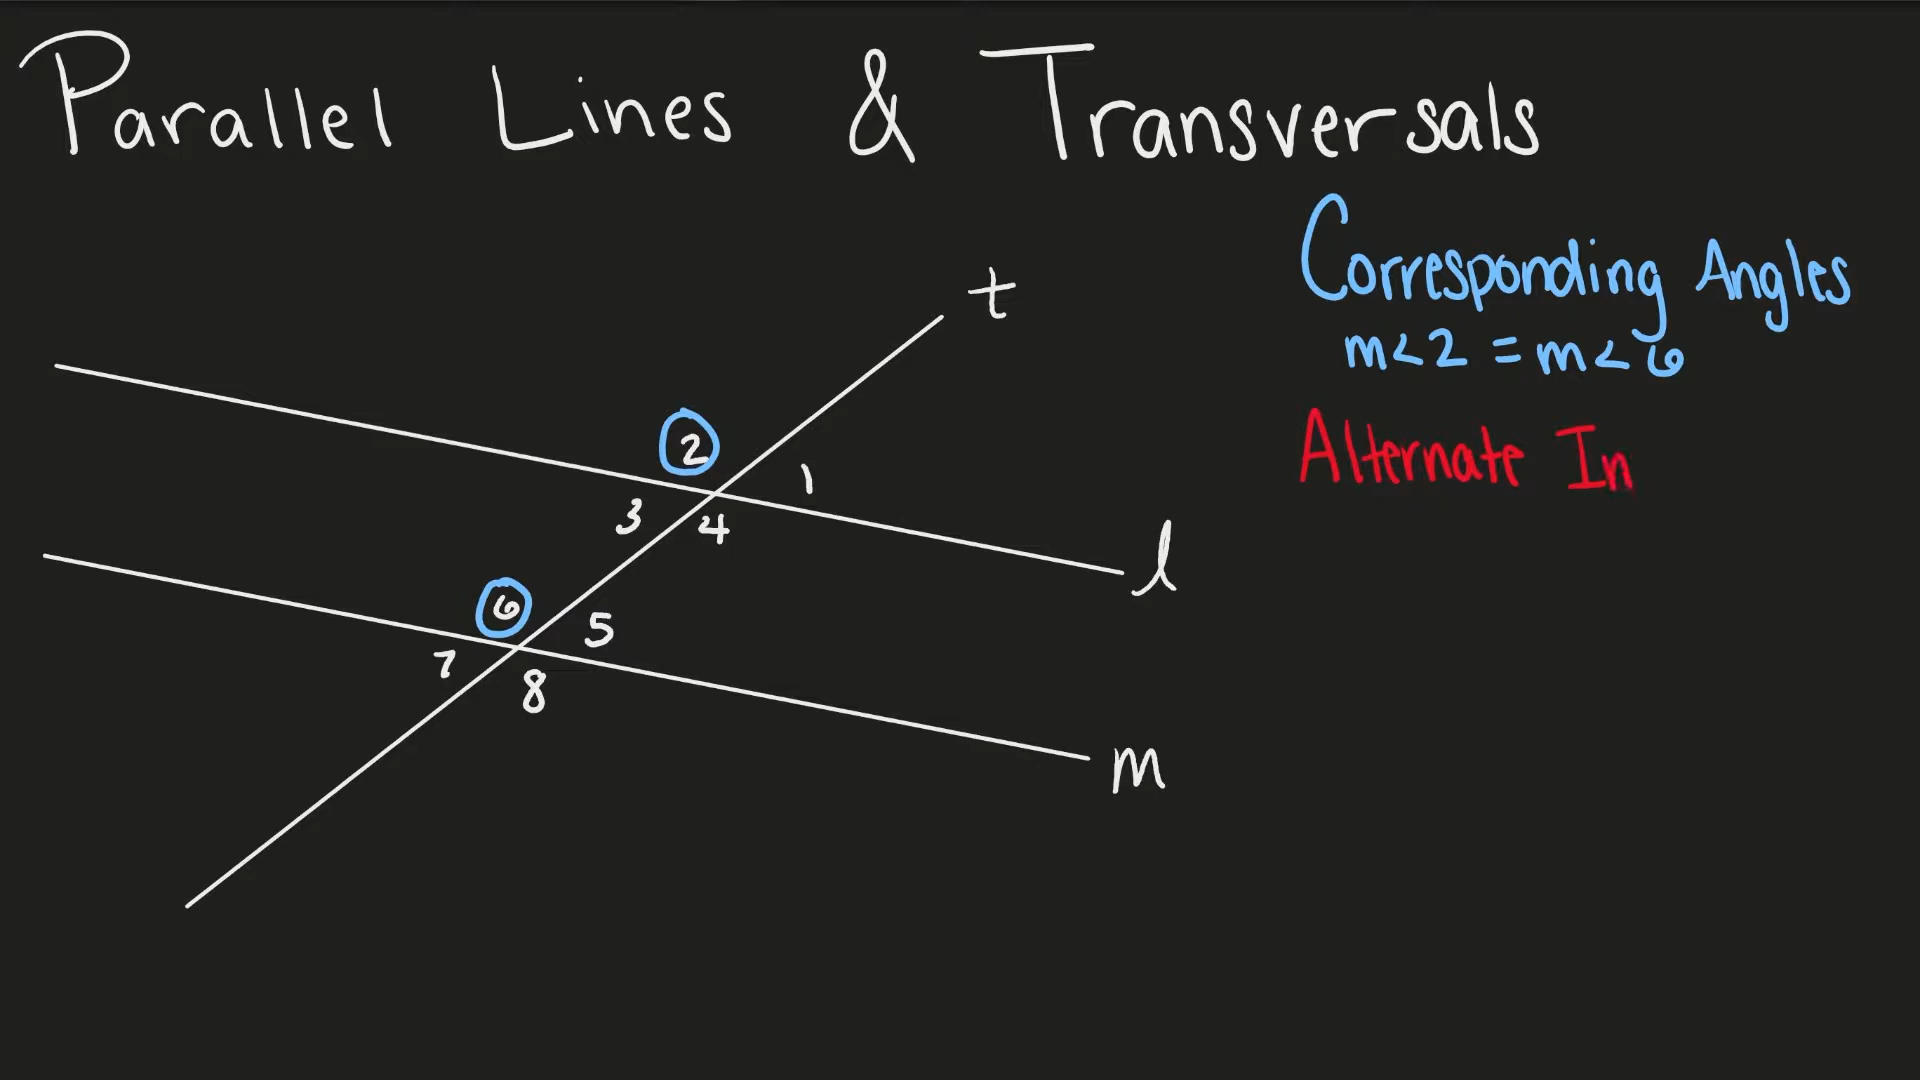 Parallel Lines & Transversals
Corresponding Angles
m<2 = m<6
Alternate In
t
2
1
3 4
l
6 5
7 8
m